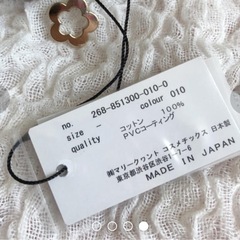 no. 268-851300-010-0
size - colour 010
quality コットン 100%
PVCコーティング
㈱マリークヮント コスメチックス 日本製
東京都渋谷区渋谷1-7-6
MADE IN JAPAN